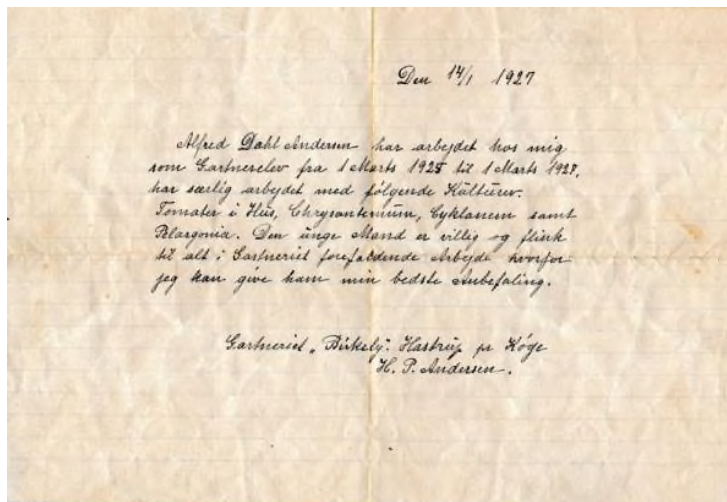 Den 14/1 1927
Alfred Dahl Andersen har arbejdet hos mig
som Gartnerelev fra 1 Marts 1925 til 1 Marts 1927,
har særlig arbejdet med følgende Kulturer.
Tomater i Hus, Chrysantemum, Cyklamem samt
Pelargonia. Den unge Mand er villig og flink
til alt i Gartneriet forefaldende Arbejde hvorfor
jeg kan give ham min bedste Anbefaling.
Gartneriet „Birkely". Hastrup pr Køge
H. P. Andersen.